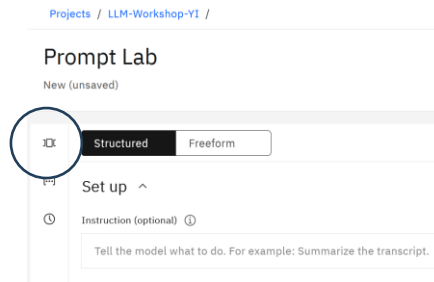 Projects / LLM-Workshop-YI /
Prompt Lab
New (unsaved)
Structured Freeform
Set up
Instruction (optional)
Tell the model what to do. For example: Summarize the transcript.